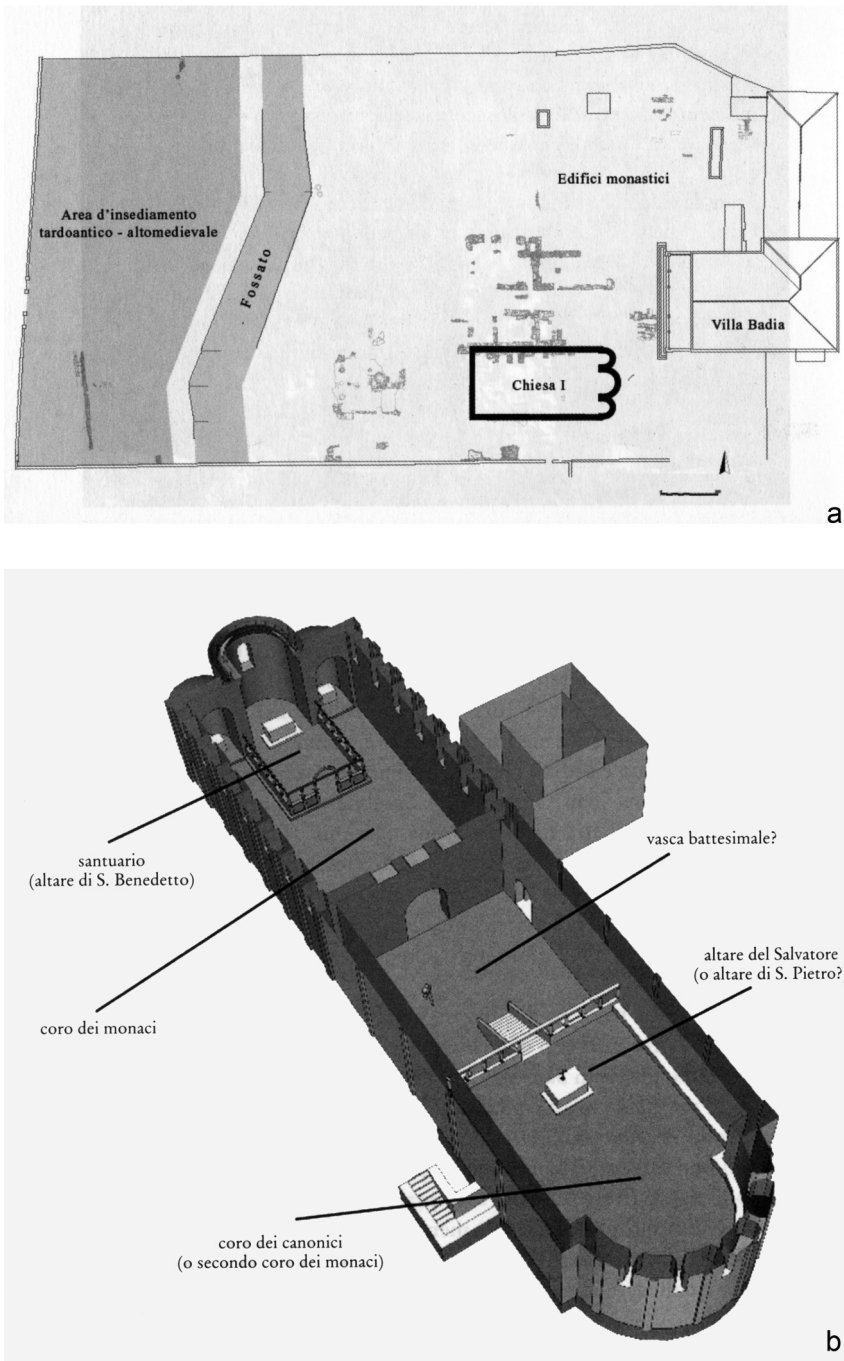 Area d'insediamento
tardoantico - altomedievale
Fossato
Edifici monastici
Villa Badia
Chiesa I
a
vasca battesimale?
santuario
(altare di S. Benedetto)
altare del Salvatore
(o altare di S. Pietro?
coro dei monaci
coro dei canonici
(o secondo coro dei monaci)
b